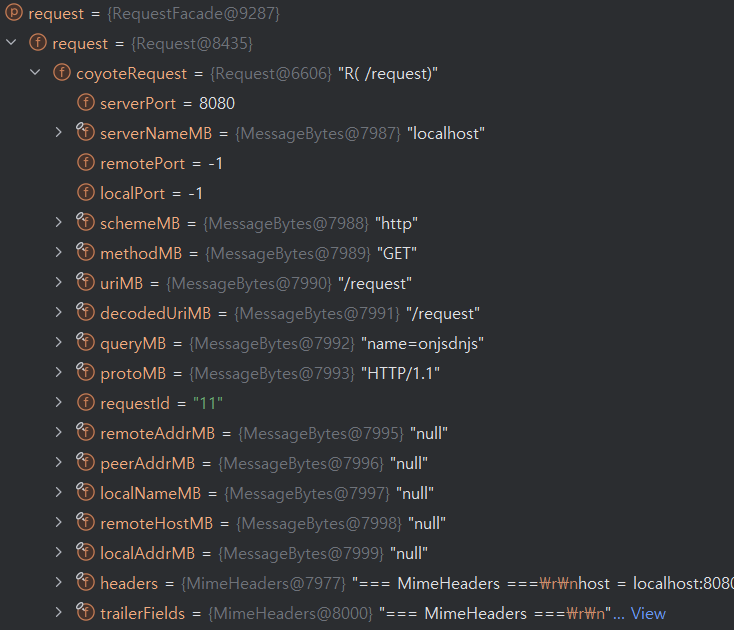 request = {RequestFacade@9287}
request = {Request@8435}
coyoteRequest = {Request@6606} "R( /request)"
serverPort = 8080
serverNameMB = {MessageBytes@7987} "localhost"
remotePort = -1
localPort = -1
schemeMB = {MessageBytes@7988} "http"
methodMB = {MessageBytes@7989} "GET"
uriMB = {MessageBytes@7990} "/request"
decodedUriMB = {MessageBytes@7991} "/request"
queryMB = {MessageBytes@7992} "name=onjsdnjs"
protoMB = {MessageBytes@7993} "HTTP/1.1"
requestId = "11"
remoteAddrMB = {MessageBytes@7995} "null"
peerAddrMB = {MessageBytes@7996} "null"
localNameMB = {MessageBytes@7997} "null"
remoteHostMB = {MessageBytes@7998} "null"
localAddrMB = {MessageBytes@7999} "null"
headers = {MimeHeaders@7977} "=== MimeHeaders ===₩r₩nhost = localhost:8080
trailerFields = {MimeHeaders@8000} "=== MimeHeaders ===₩r₩n"... View